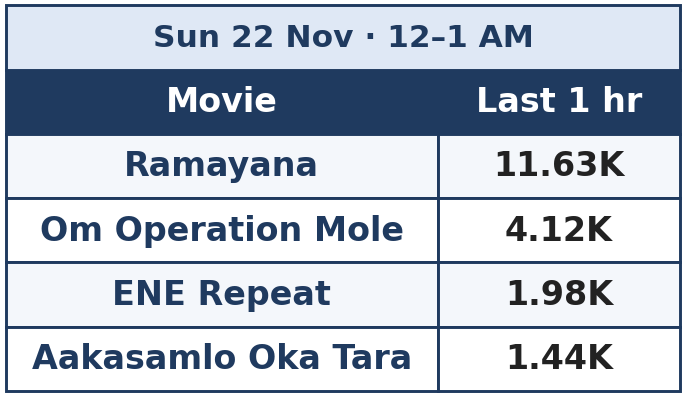 Sun 22 Nov · 12–1 AM
Movie Last 1 hr
Ramayana 11.63K
Om Operation Mole 4.12K
ENE Repeat 1.98K
Aakasamlo Oka Tara 1.44K